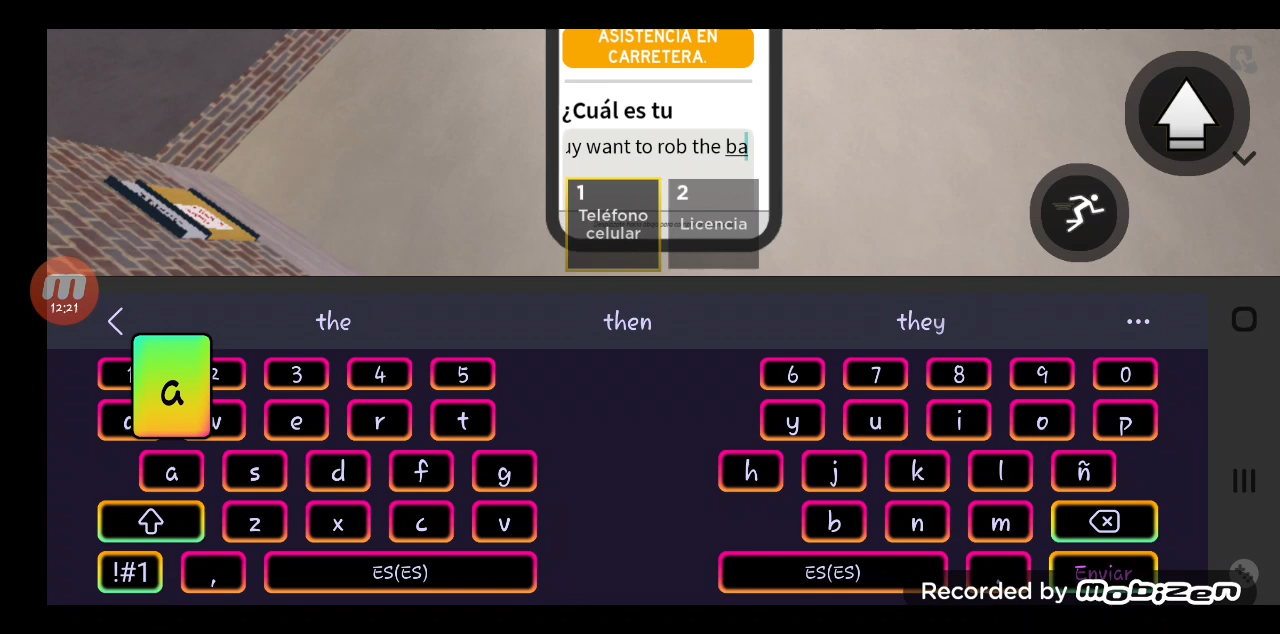 ASISTENCIA EN
CARRETERA.
¿Cuál es tu
uy want to rob the ba
1
Teléfono
celular
2
Licencia
12:21
the then they ...
1 2 3 4 5 6 7 8 9 0
a
e r t y u i o p
a s d f g h j k l ñ
z x c v b n m
!#1 , ES(ES) ES(ES) .
Enviar
Recorded by mobizen